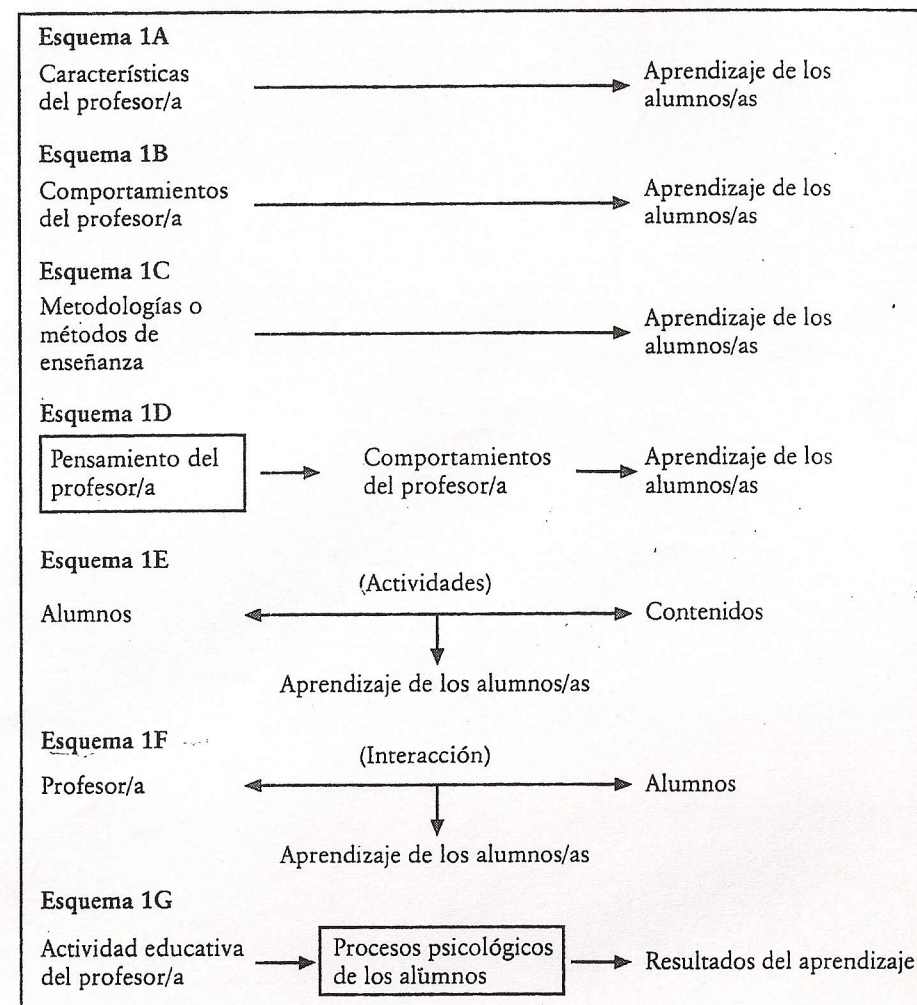 Esquema 1A
Características
del profesor/a
Aprendizaje de los
alumnos/as
Esquema 1B
Comportamientos
del profesor/a
Aprendizaje de los
alumnos/as
Esquema 1C
Metodologías o
métodos de
enseñanza
Aprendizaje de los
alumnos/as
Esquema 1D
Pensamiento del
profesor/a
Comportamientos
del profesor/a
Aprendizaje de los
alumnos/as
Esquema 1E
(Actividades)
Alumnos
Contenidos
Aprendizaje de los alumnos/as
Esquema 1F
(Interacción)
Profesor/a
Alumnos
Aprendizaje de los alumnos/as
Esquema 1G
Actividad educativa
del profesor/a
Procesos psicológicos
de los alumnos
Resultados del aprendizaje